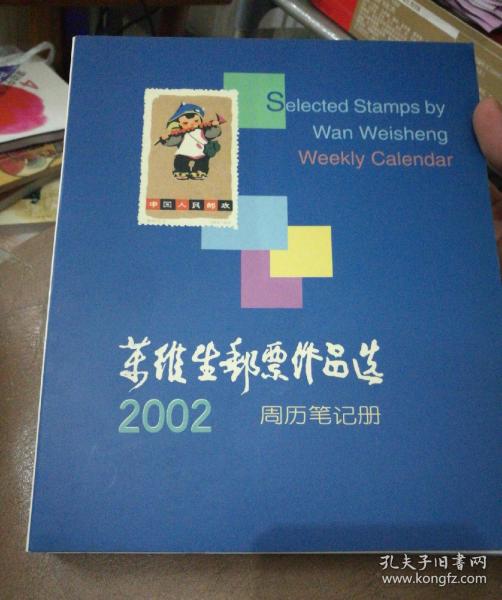 Selected Stamps by
Wan Weisheng
Weekly Calendar
中国人民邮政
万维生邮票作品选
2002 周历笔记册
孔夫子旧书网
www.kongfz.com